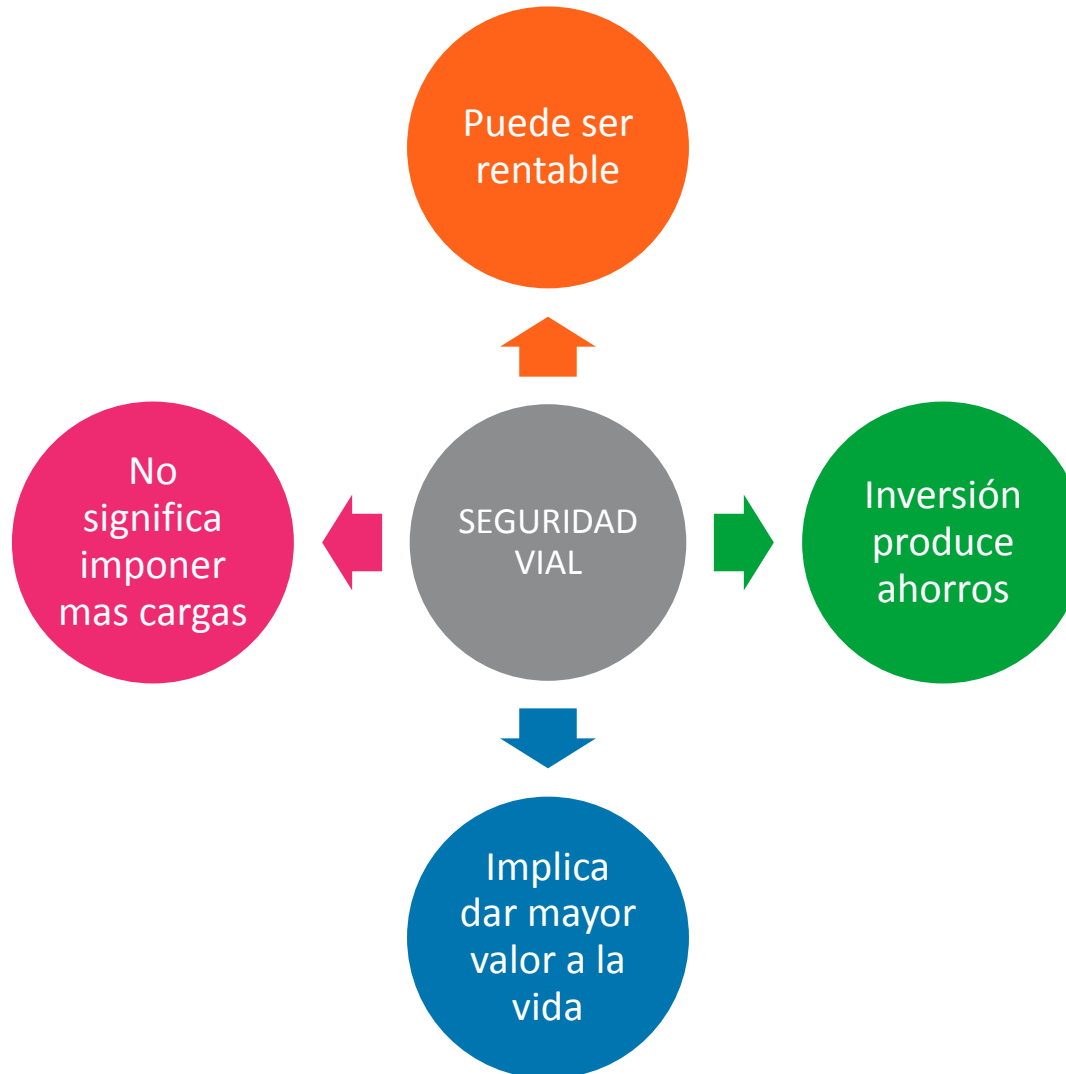 Puede ser
rentable
No
significa
imponer
mas cargas
SEGURIDAD
VIAL
Inversión
produce
ahorros
Implica
dar mayor
valor a la
vida